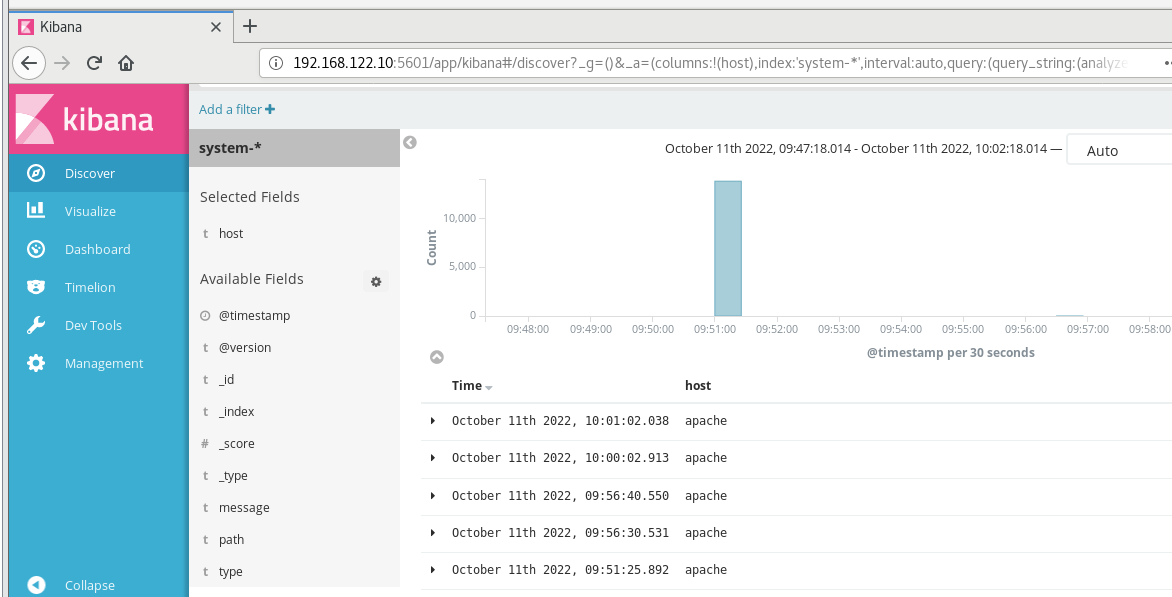 Kibana
192.168.122.10:5601/app/kibana#/discover?_g=()&_a=(columns:!(host),index:'system-*',interval:auto,query:(query_string:(analyze
kibana
Discover
Visualize
Dashboard
Timelion
Dev Tools
Management
Collapse
Add a filter +
system-*
Selected Fields
t host
Available Fields
@timestamp
t @version
t _id
t _index
# _score
t _type
t message
t path
t type
October 11th 2022, 09:47:18.014 - October 11th 2022, 10:02:18.014 —
Auto
Count
10,000
5,000
0
09:48:00 09:49:00 09:50:00 09:51:00 09:52:00 09:53:00 09:54:00 09:55:00 09:56:00 09:57:00 09:58:00
@timestamp per 30 seconds
Time host
October 11th 2022, 10:01:02.038 apache
October 11th 2022, 10:00:02.913 apache
October 11th 2022, 09:56:40.550 apache
October 11th 2022, 09:56:30.531 apache
October 11th 2022, 09:51:25.892 apache